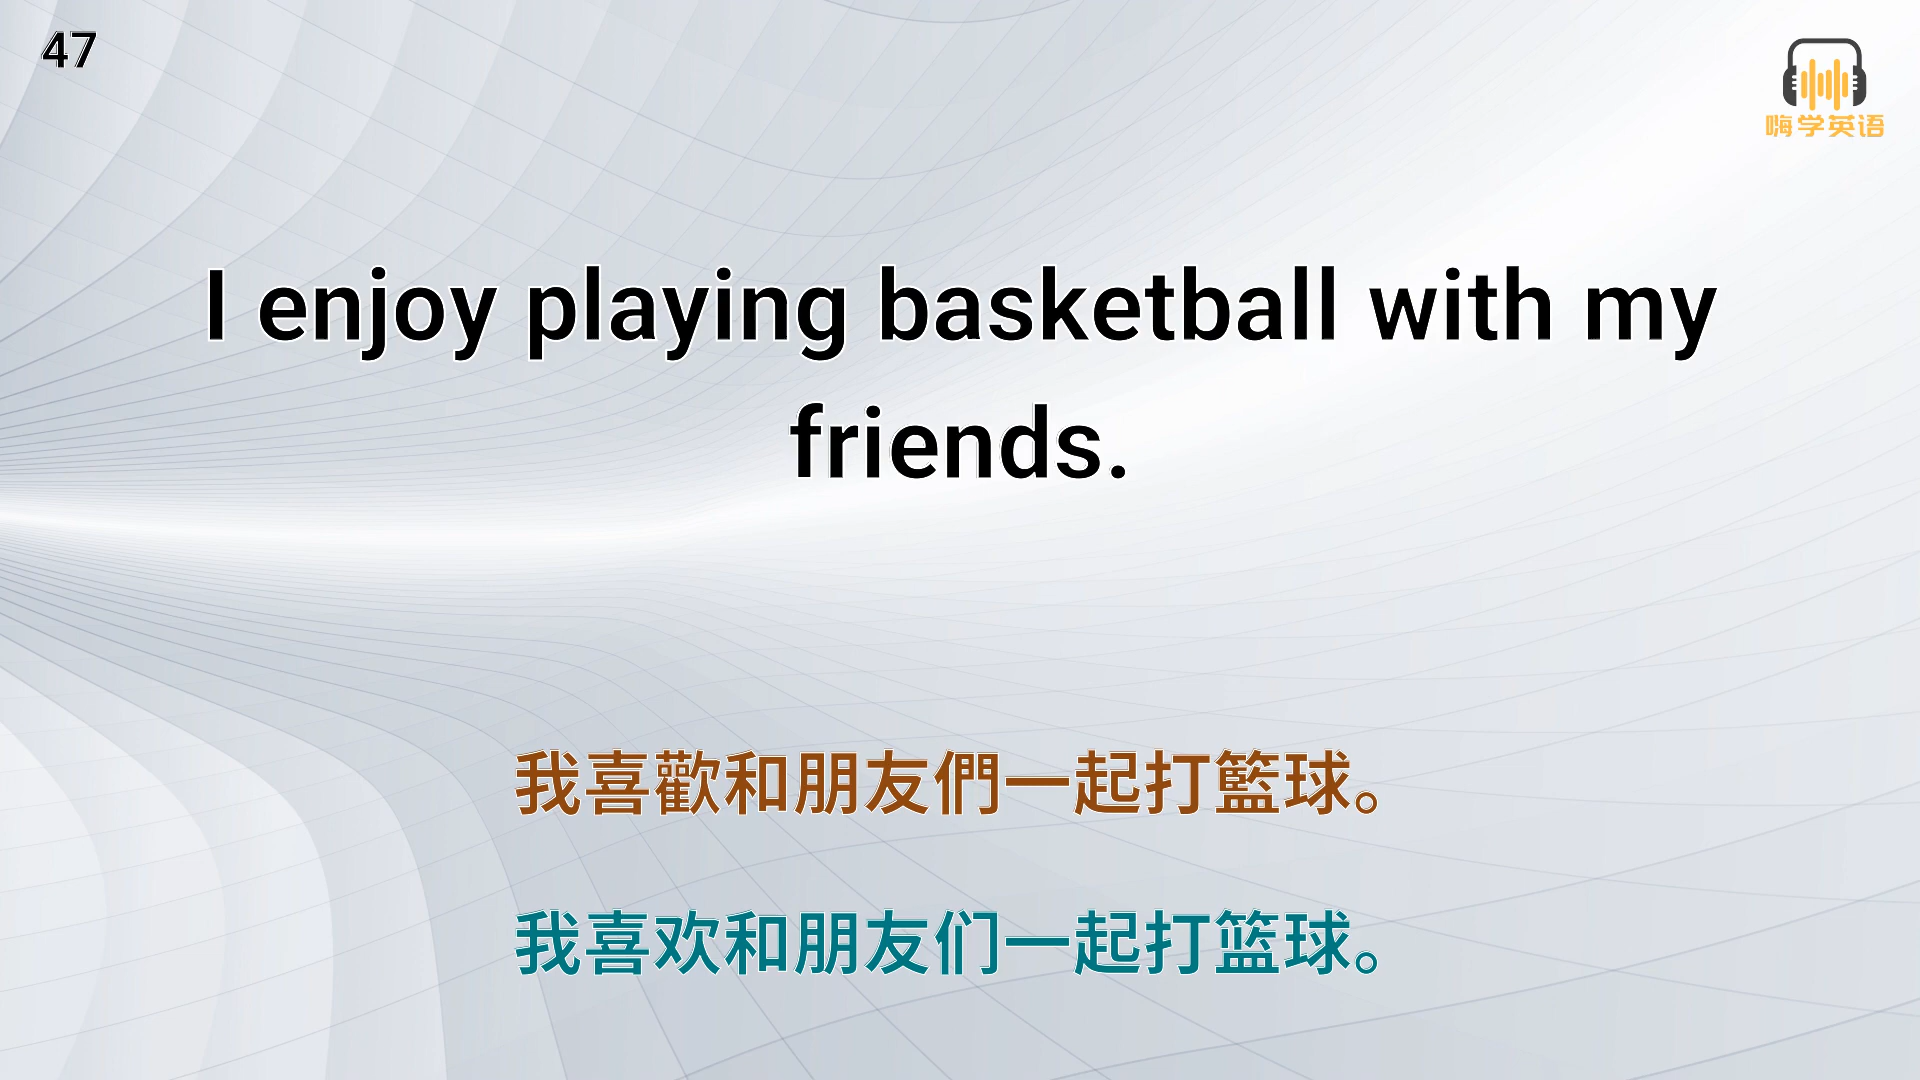 47
嗨学英语
I enjoy playing basketball with my
friends.
我喜歡和朋友們一起打籃球。
我喜欢和朋友们一起打篮球。